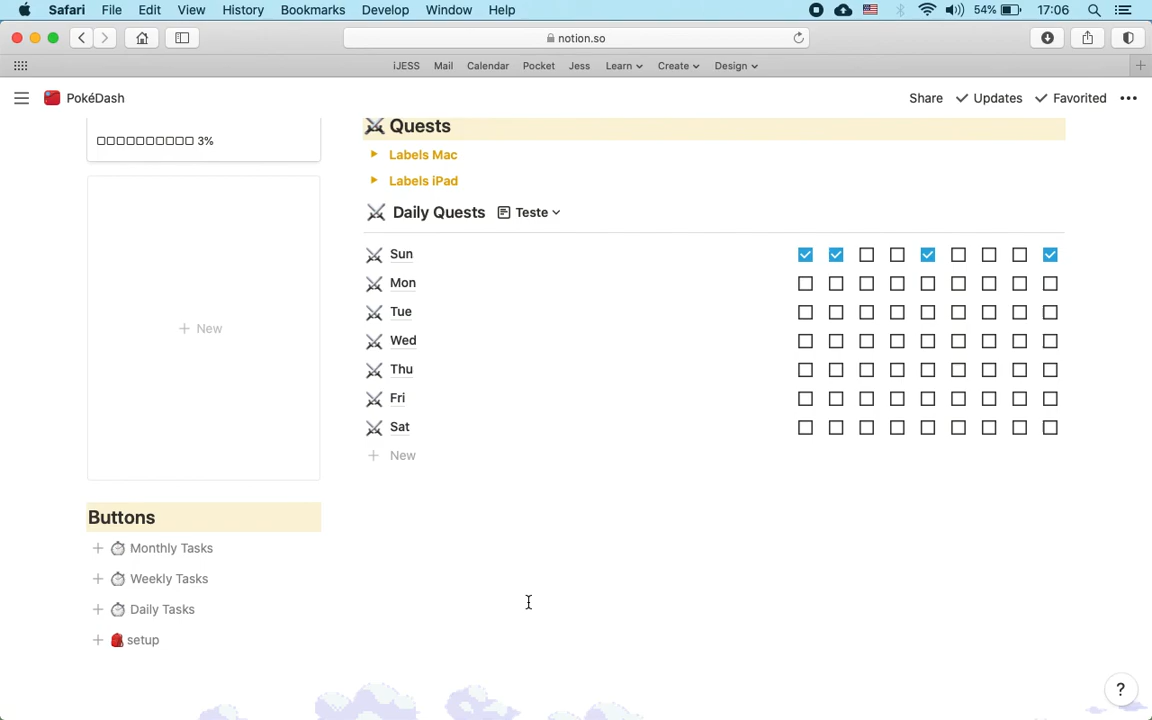 Safari File Edit View History Bookmarks Develop Window Help 54% 17:06
notion.so
iJESS Mail Calendar Pocket Jess Learn Create Design
PokéDash Share Updates Favorited
3%
+ New
Quests
Labels Mac
Labels iPad
Daily Quests Teste
Sun
Mon
Tue
Wed
Thu
Fri
Sat
+ New
Buttons
+ Monthly Tasks
+ Weekly Tasks
+ Daily Tasks
+ setup
?